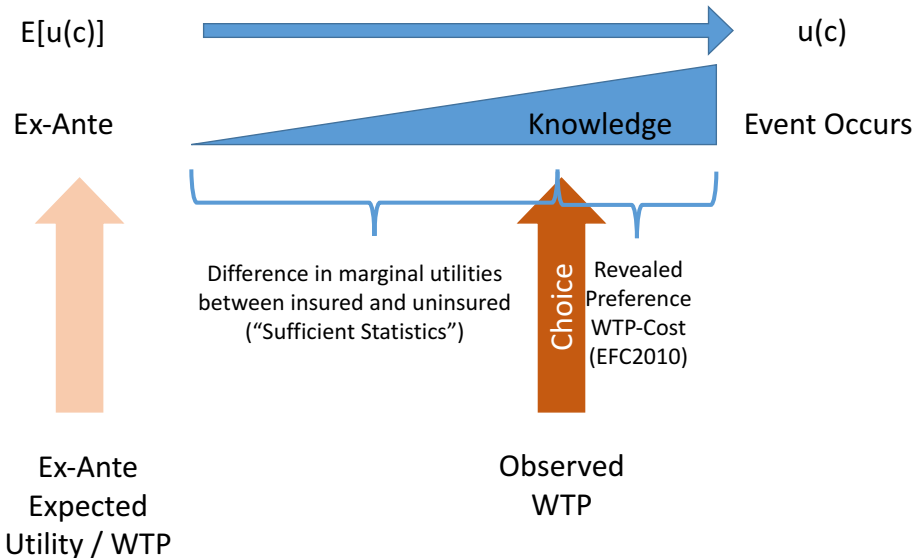 E[u(c)]
u(c)
Ex-Ante
Knowledge
Event Occurs
Difference in marginal utilities
between insured and uninsured
(“Sufficient Statistics”)
Choice
Revealed
Preference
WTP-Cost
(EFC2010)
Ex-Ante
Expected
Utility / WTP
Observed
WTP